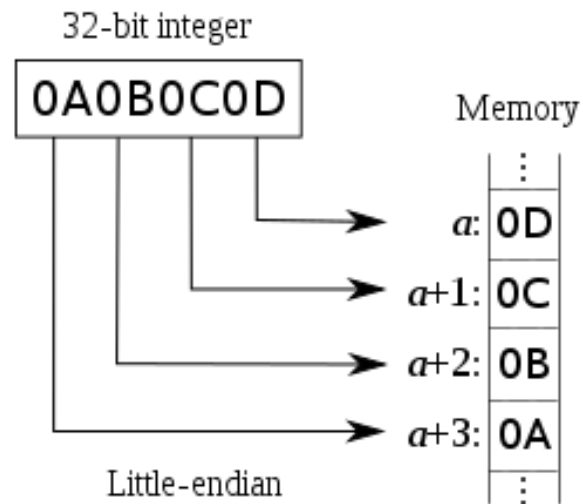 32-bit integer
0A0B0C0D
Memory
⋮
a: 0D
a+1: 0C
a+2: 0B
a+3: 0A
⋮
Little-endian